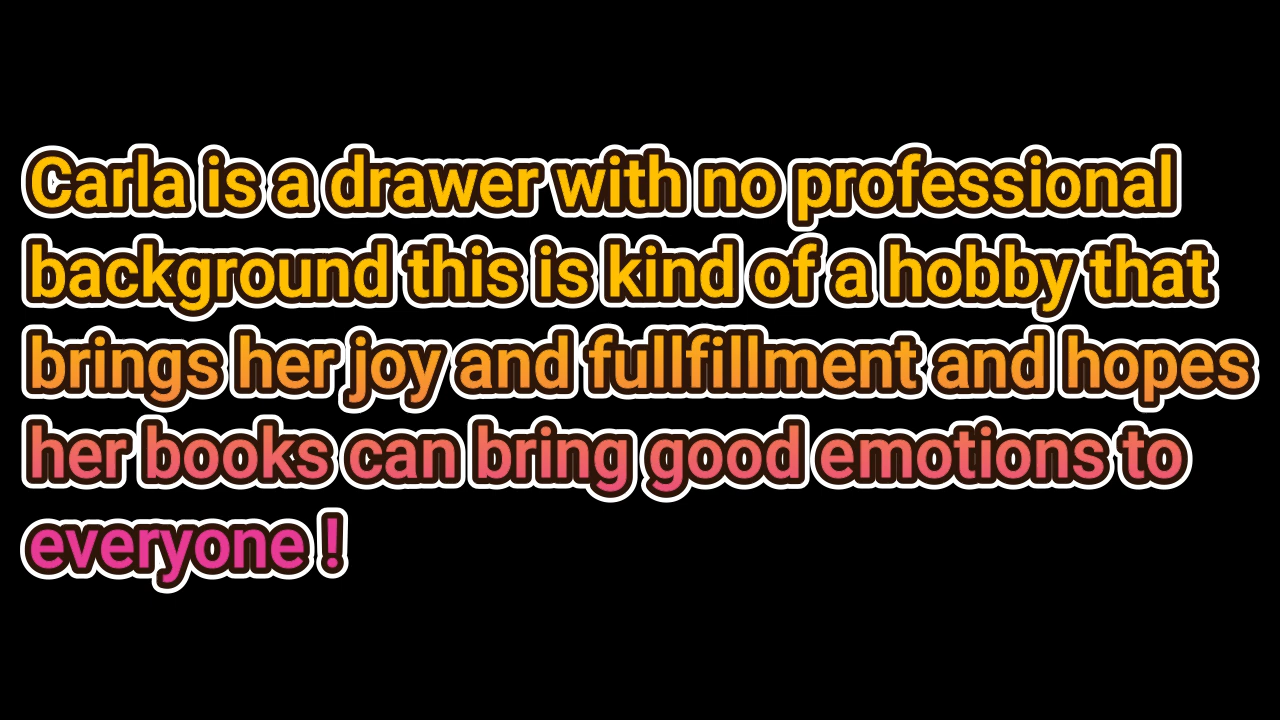 Carla is a drawer with no professional
background this is kind of a hobby that
brings her joy and fullfillment and hopes
her books can bring good emotions to
everyone !